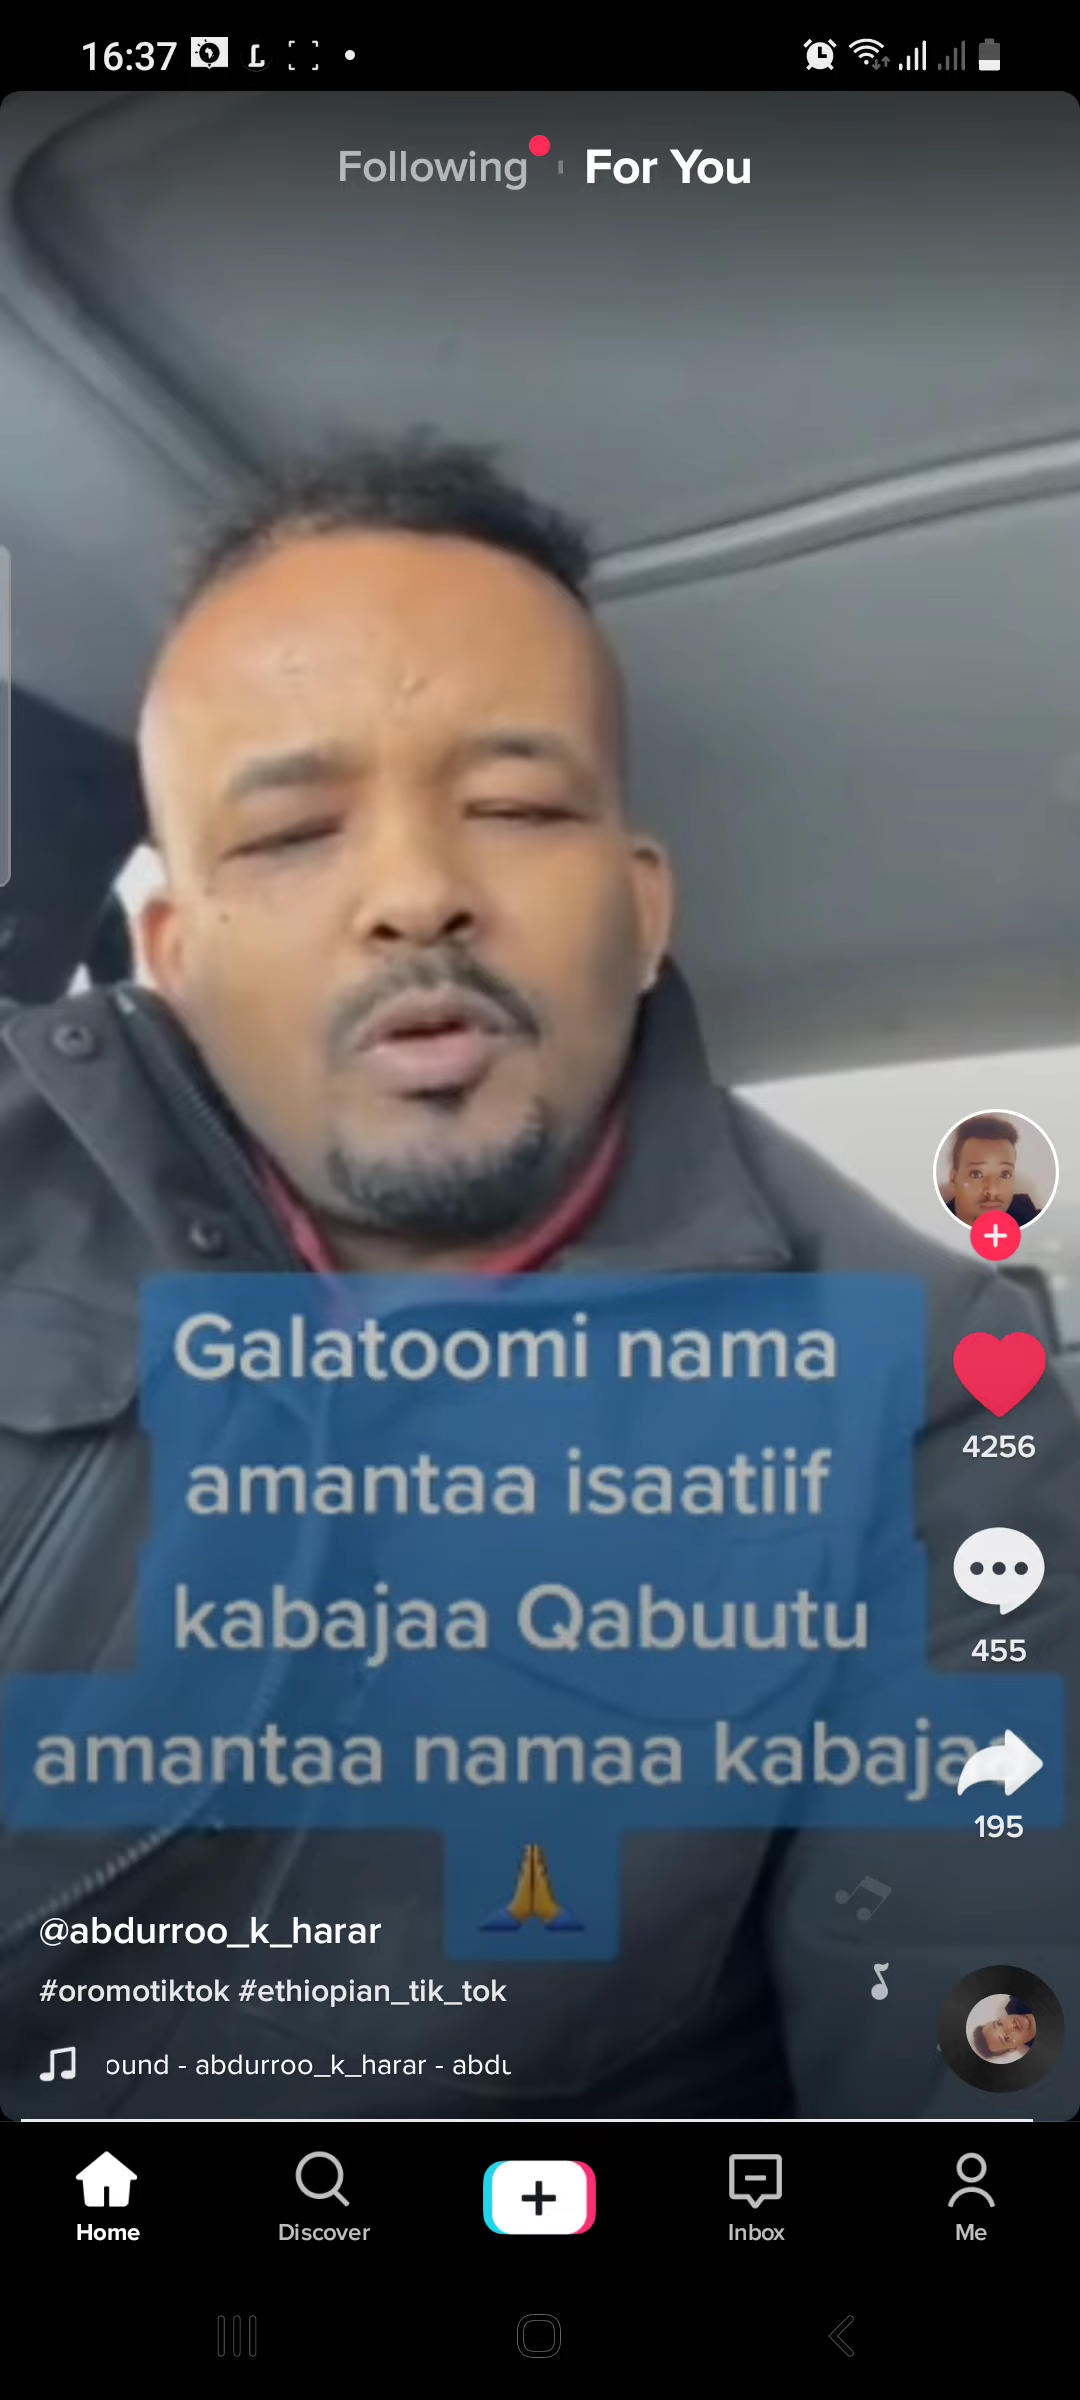 16:37
Following
For You
Galatoomi nama
amantaa isaatiif
kabajaa Qabuutu
amantaa namaa kabajaa
🙏
4256
455
195
@abdurroo_k_harar
#oromotiktok #ethiopian_tik_tok
ound - abdurroo_k_harar - abdu
Home
Discover
Inbox
Me